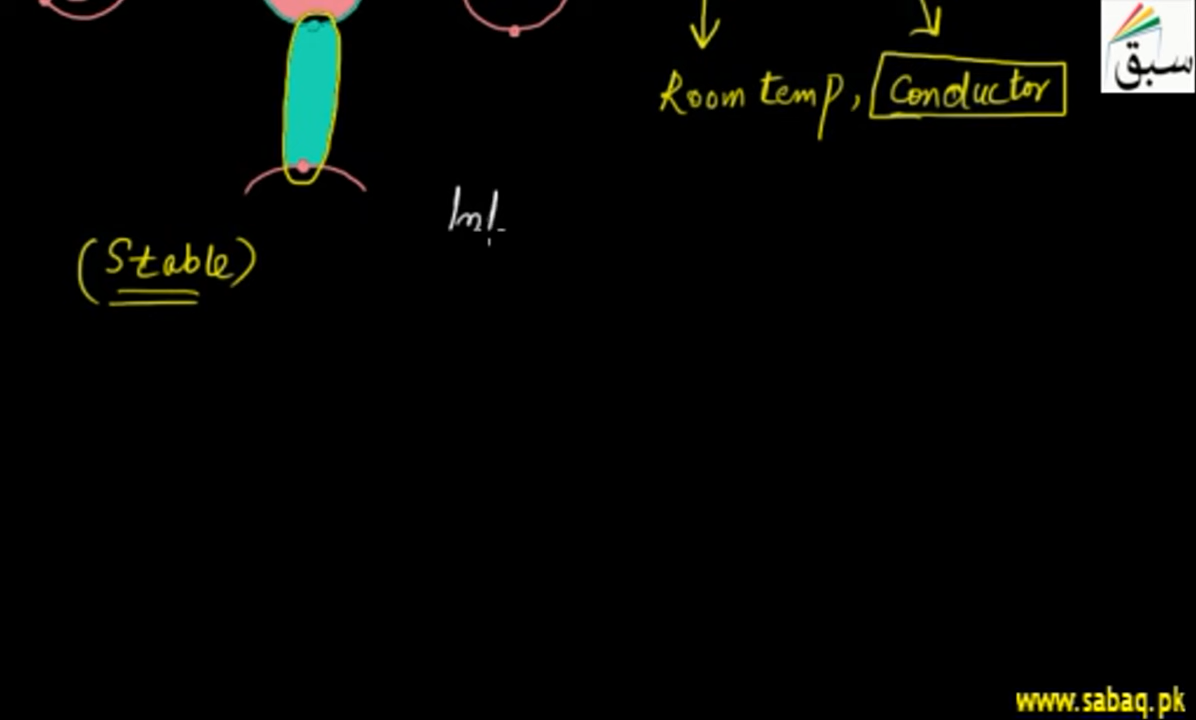 سبق
Room temp, Conductor
(Stable)
www.sabaq.pk